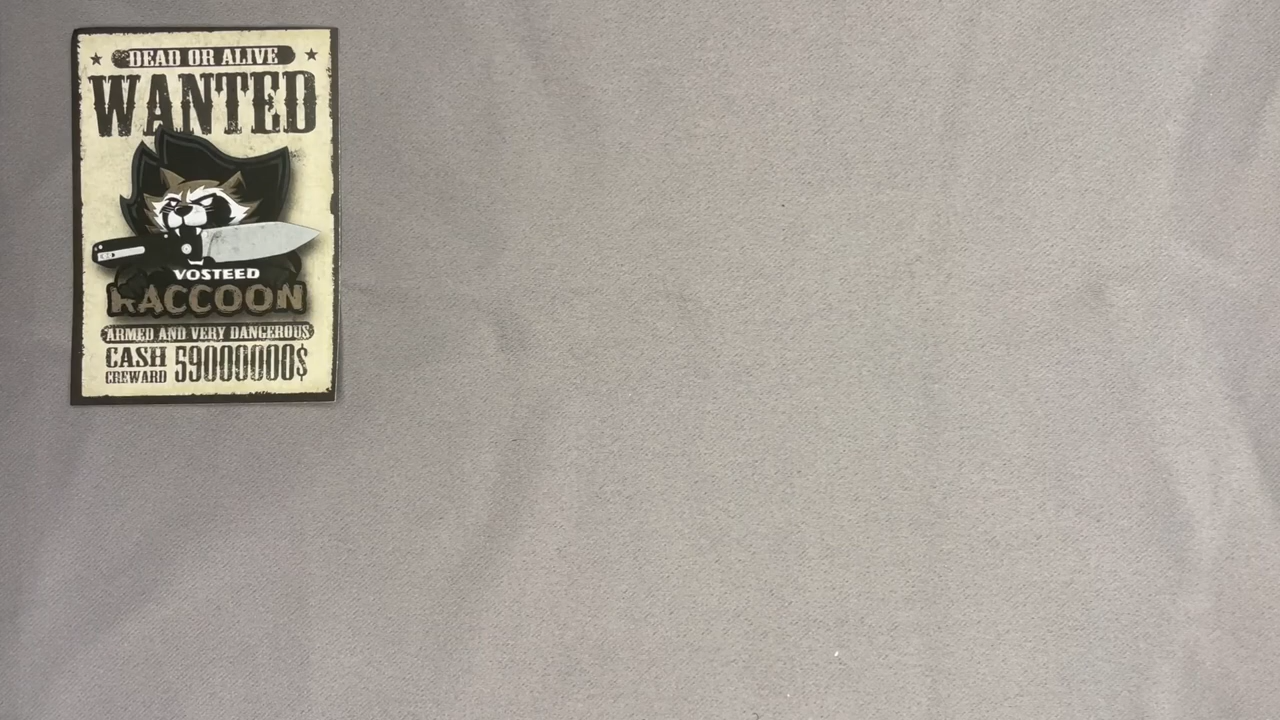 DEAD OR ALIVE
WANTED
VOSTEED
RACCOON
ARMED AND VERY DANGEROUS
CASH
CREWARD
59000000$